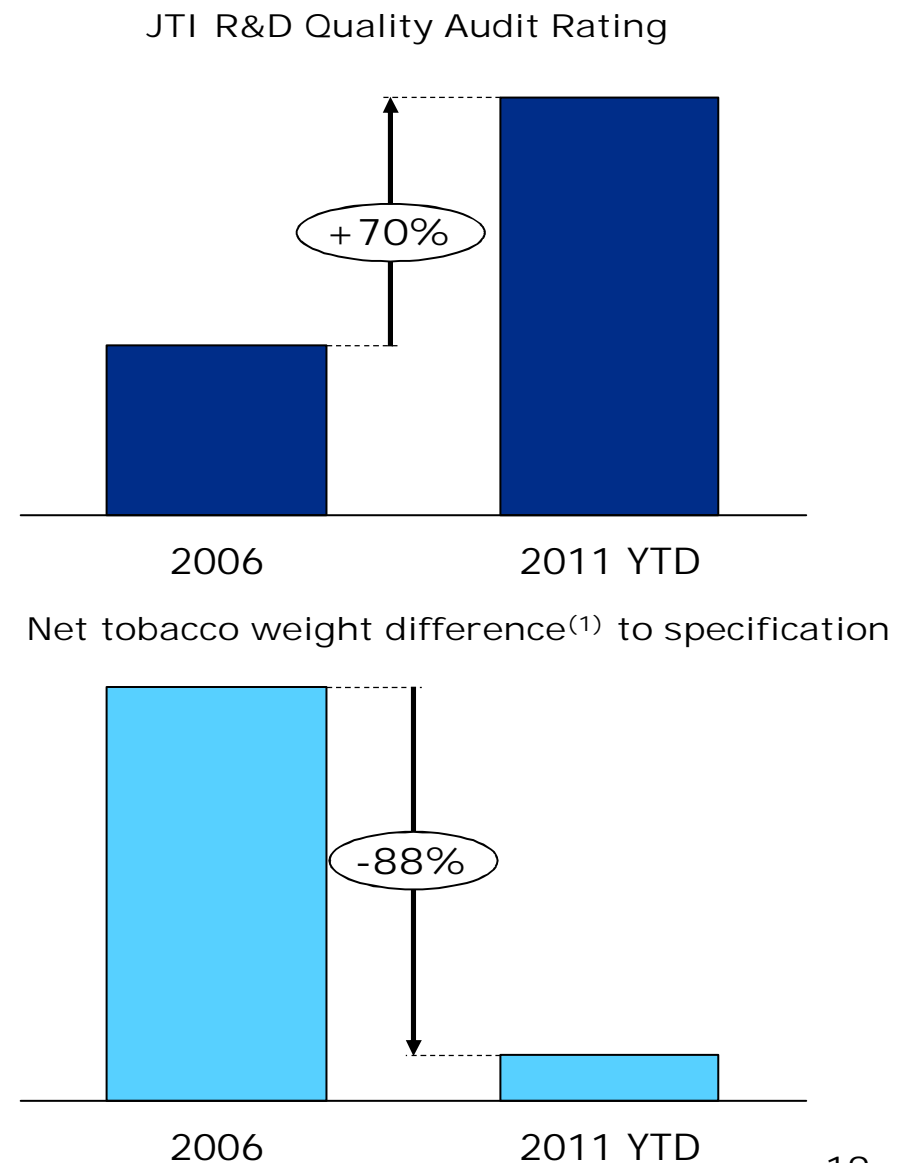 JTI R&D Quality Audit Rating
+70%
2006 2011 YTD
Net tobacco weight difference(1) to specification
-88%
2006 2011 YTD